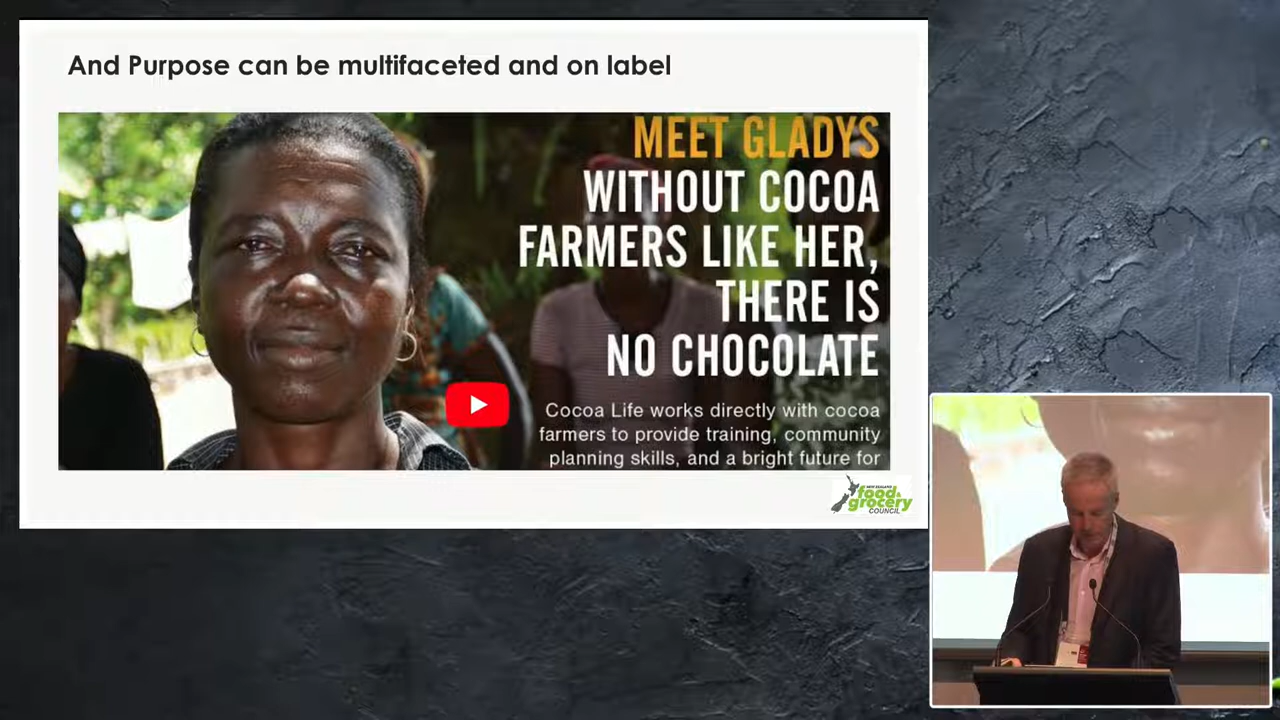 And Purpose can be multifaceted and on label
MEET GLADYS
WITHOUT COCOA
FARMERS LIKE HER,
THERE IS
NO CHOCOLATE
Cocoa Life works directly with cocoa
farmers to provide training, community
planning skills, and a bright future for
NEW ZEALAND
food &
grocery
COUNCIL